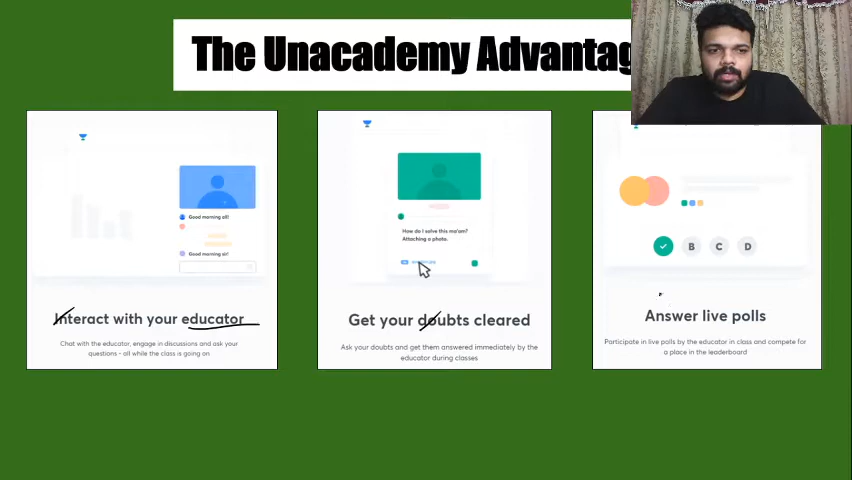 The Unacademy Advantag
Good morning all!
Good morning sir!
Interact with your educator
Chat with the educator, engage in discussions and ask your
questions - all while the class is going on
How do I solve this ma'am?
Attaching a photo.
Get your doubts cleared
Ask your doubts and get them answered immediately by the
educator during classes
B C D
Answer live polls
Participate in live polls by the educator in class and compete for
a place in the leaderboard